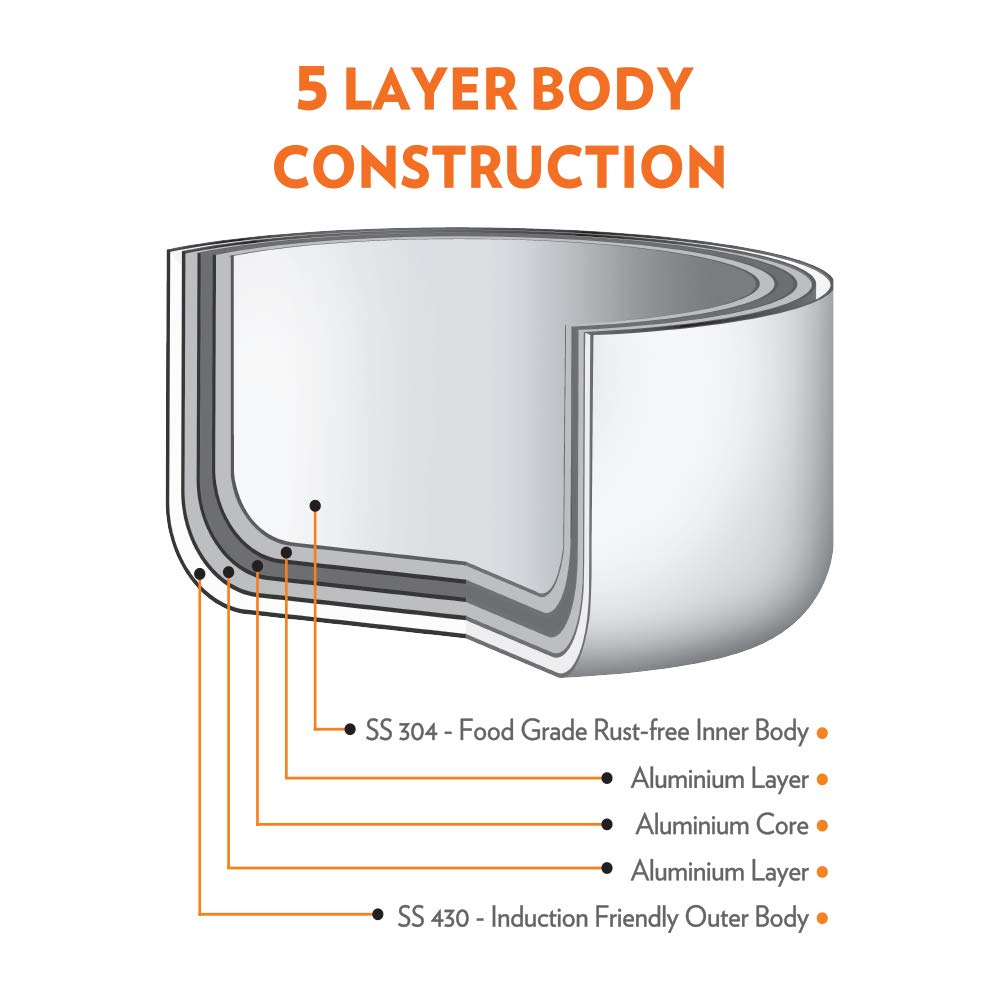 5 LAYER BODY
CONSTRUCTION
SS 304 - Food Grade Rust-free Inner Body
Aluminium Layer
Aluminium Core
Aluminium Layer
SS 430 - Induction Friendly Outer Body